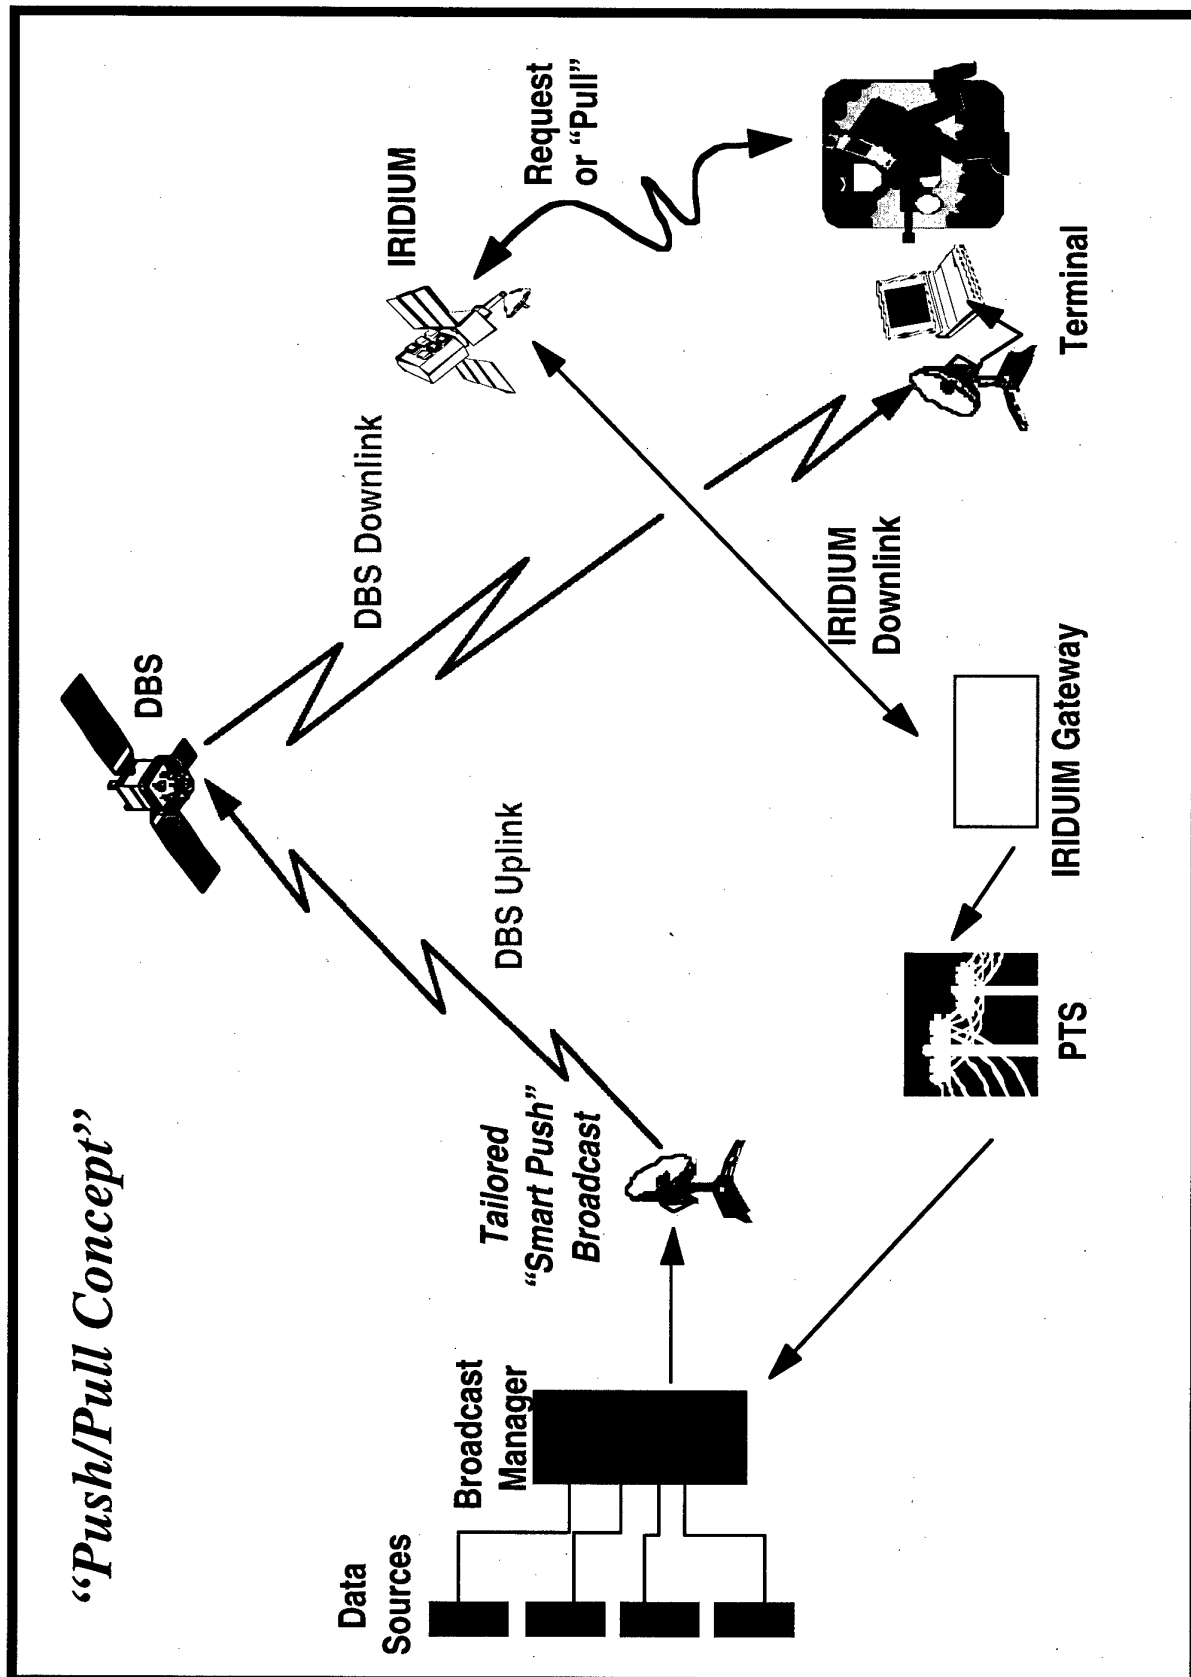 “Push/Pull Concept”
DBS
IRIDIUM
Request
or “Pull”
DBS Downlink
DBS Uplink
Tailored
“Smart Push”
Broadcast
Broadcast
Manager
Data
Sources
IRIDIUM
Downlink
Terminal
IRIDUIM Gateway
PTS